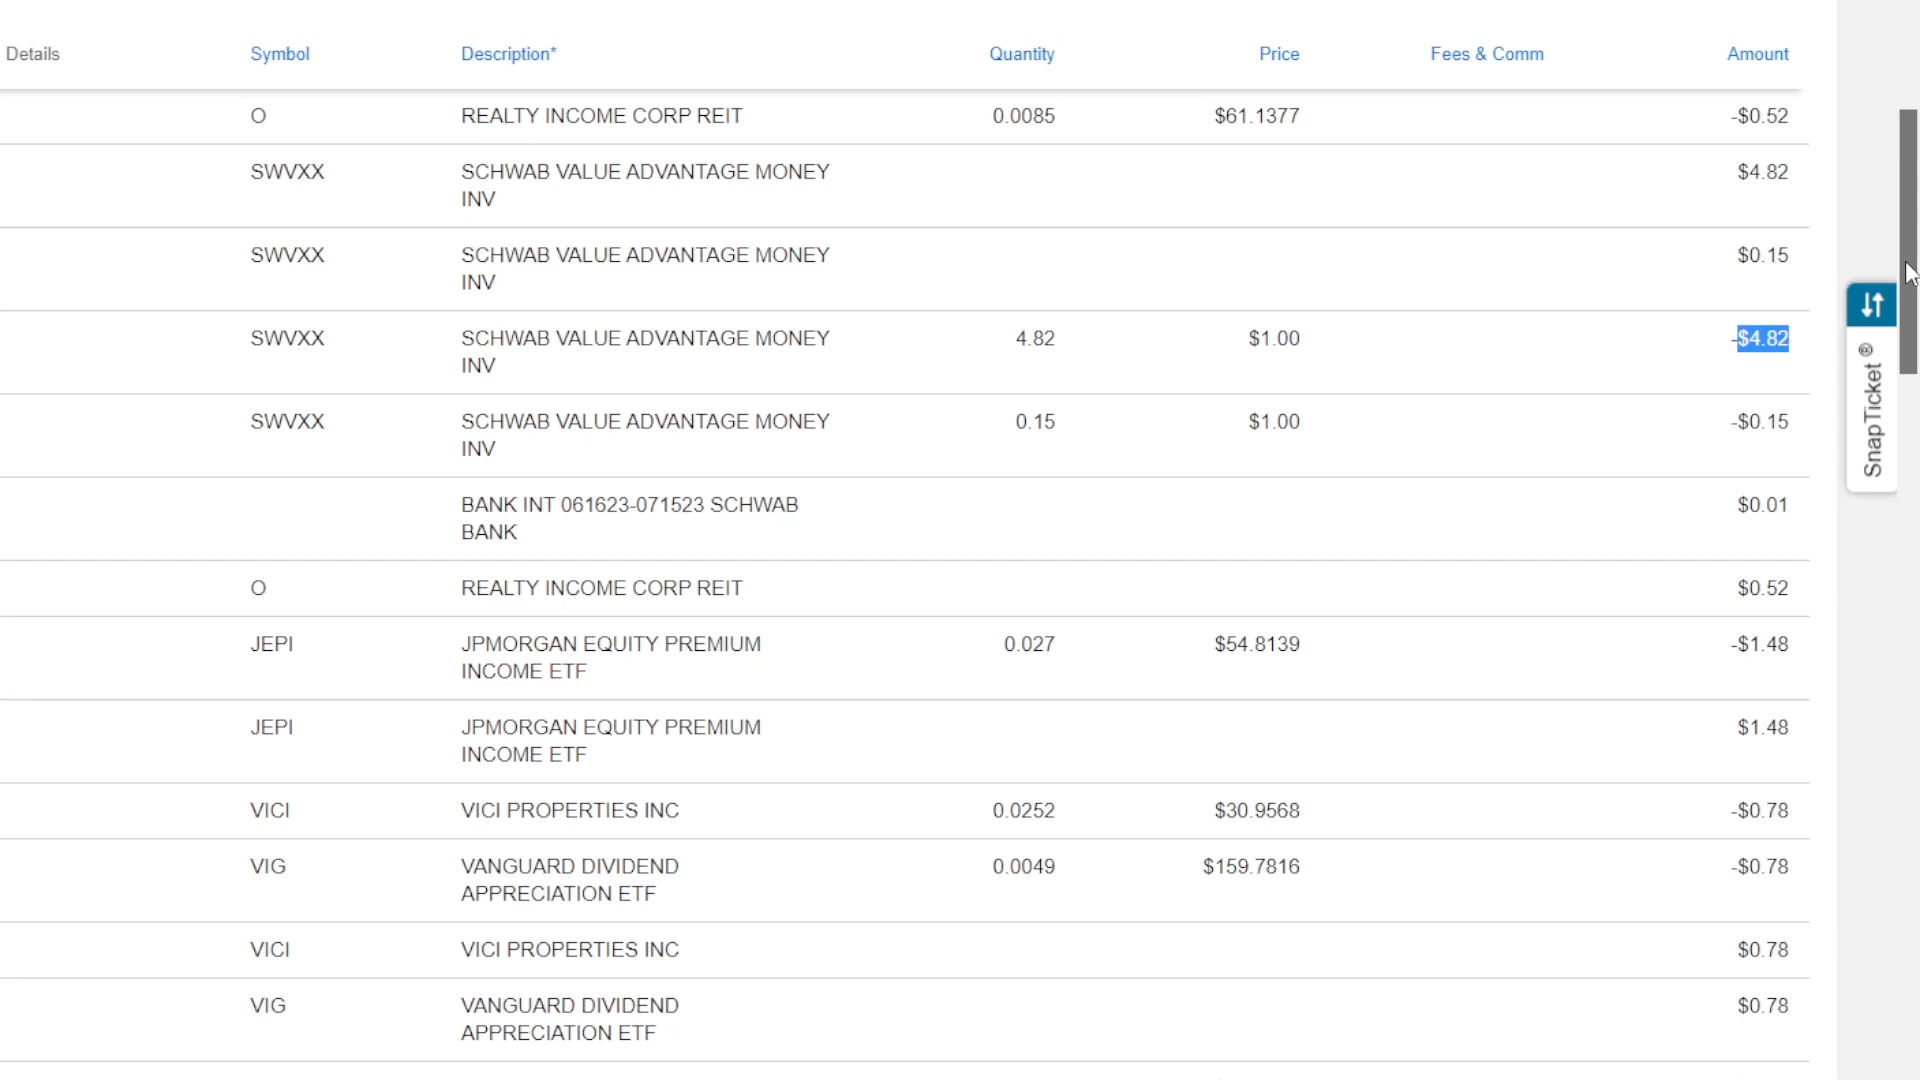 Details Symbol Description* Quantity Price Fees & Comm Amount
O REALTY INCOME CORP REIT 0.0085 $61.1377 -$0.52
SWVXX SCHWAB VALUE ADVANTAGE MONEY $4.82
INV
SWVXX SCHWAB VALUE ADVANTAGE MONEY $0.15
INV
SWVXX SCHWAB VALUE ADVANTAGE MONEY 4.82 $1.00 -$4.82
INV
SWVXX SCHWAB VALUE ADVANTAGE MONEY 0.15 $1.00 -$0.15
INV
BANK INT 061623-071523 SCHWAB $0.01
BANK
O REALTY INCOME CORP REIT $0.52
JEPI JPMORGAN EQUITY PREMIUM 0.027 $54.8139 -$1.48
INCOME ETF
JEPI JPMORGAN EQUITY PREMIUM $1.48
INCOME ETF
VICI VICI PROPERTIES INC 0.0252 $30.9568 -$0.78
VIG VANGUARD DIVIDEND 0.0049 $159.7816 -$0.78
APPRECIATION ETF
VICI VICI PROPERTIES INC $0.78
VIG VANGUARD DIVIDEND $0.78
APPRECIATION ETF
SnapTicket®